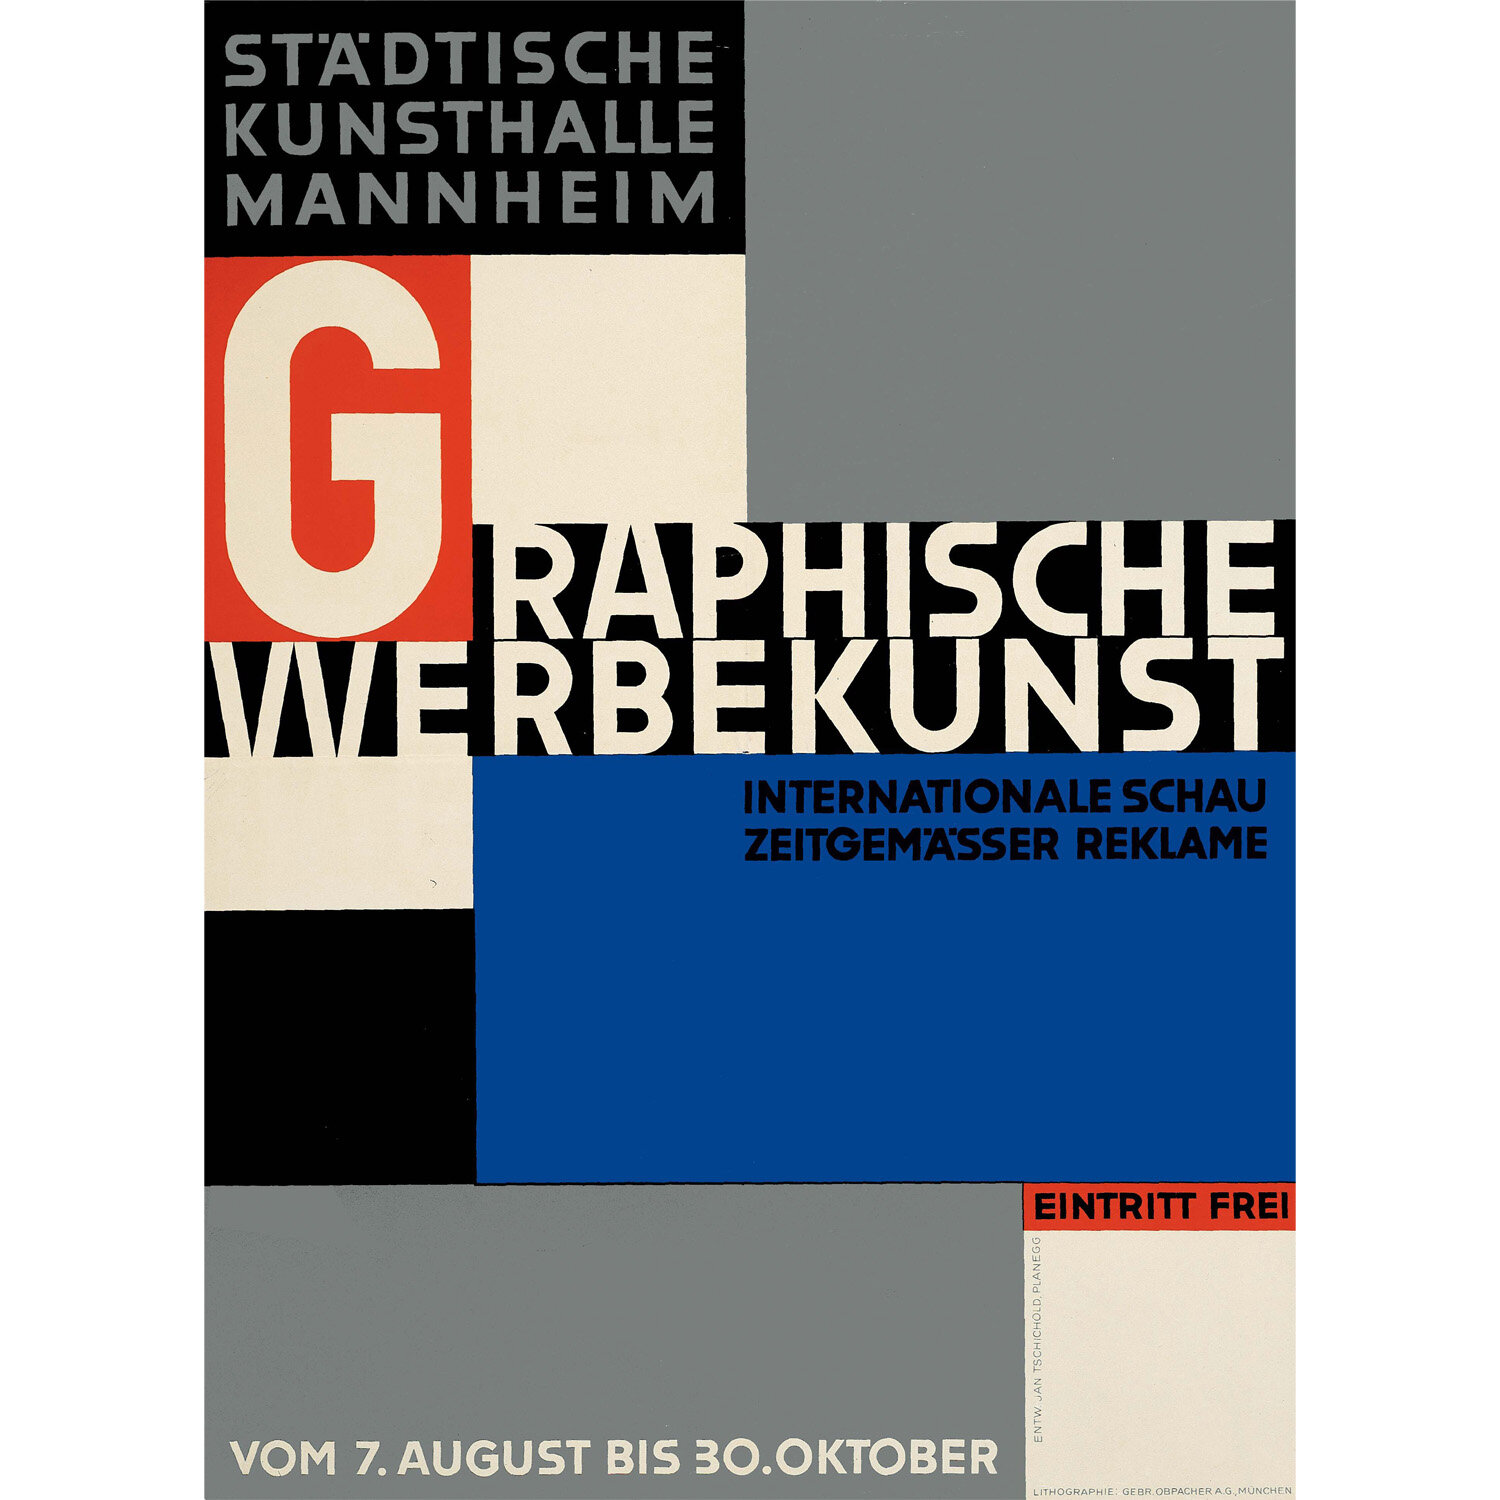 STÄDTISCHE
KUNSTHALLE
MANNHEIM
GRAPHISCHE
WERBEKUNST
INTERNATIONALE SCHAU
ZEITGEMÄSSER REKLAME
EINTRITT FREI
ENTW. JAN TSCHICHOLD, PLANEGG
VOM 7. AUGUST BIS 30. OKTOBER
LITHOGRAPHIE: GEBR. OBPACHER A.G., MÜNCHEN